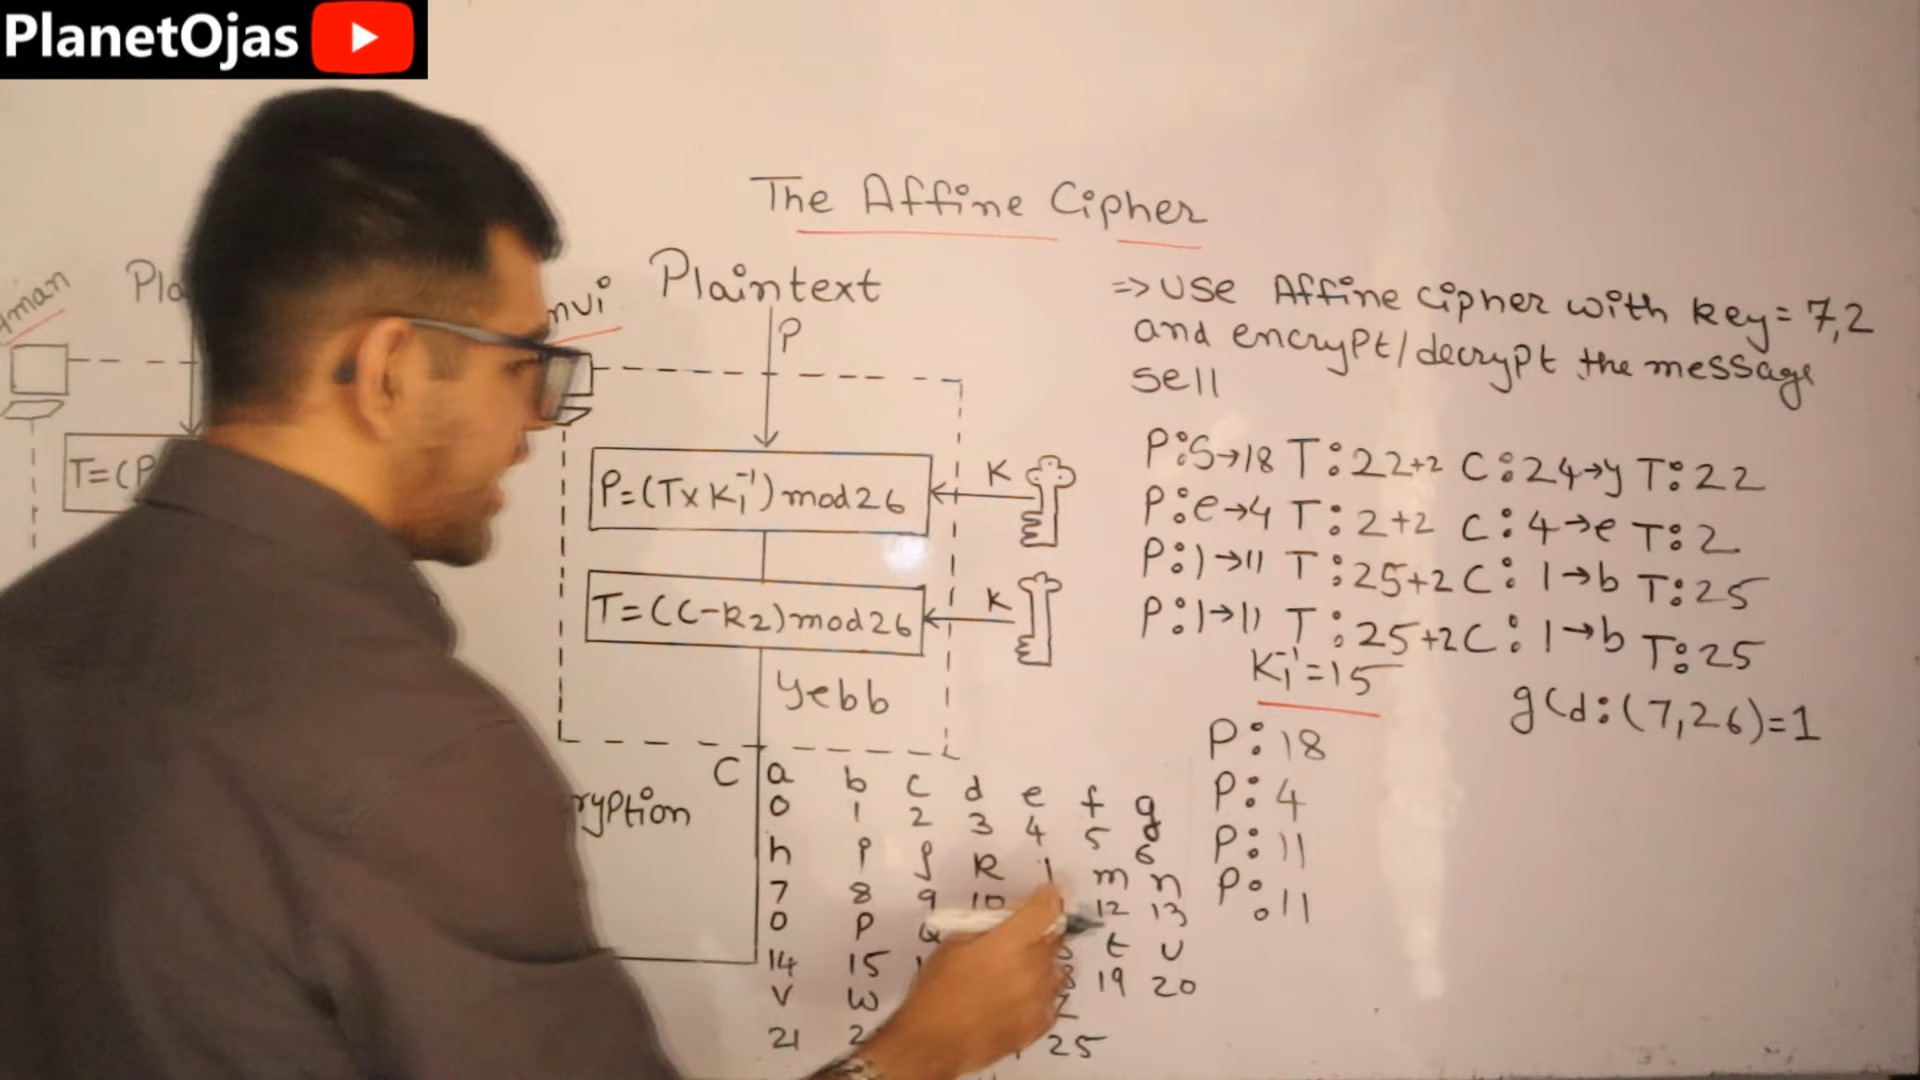 PlanetOjas
The Affine Cipher
Plaintext
P
P=(T×K₁⁻¹)mod26
K
T=(C-K2)mod26
K
yebb
C
=> Use Affine cipher with key=7,2
and encrypt/decrypt the message
sell
P:S→18 T:22+2 C:24→y T:22
P:e→4 T:2+2 C:4→e T:2
P:l→11 T:25+2 C:1→b T:25
P:l→11 T:25+2 C:1→b T:25
K₁⁻¹=15
gcd:(7,26)=1
P:18
P:4
P:11
P:11
a b c d e f g
0 1 2 3 4 5 6
h i j K l m n
7 8 9 10 12 13
o P t u
14 15 19 20
V W Z
21 25